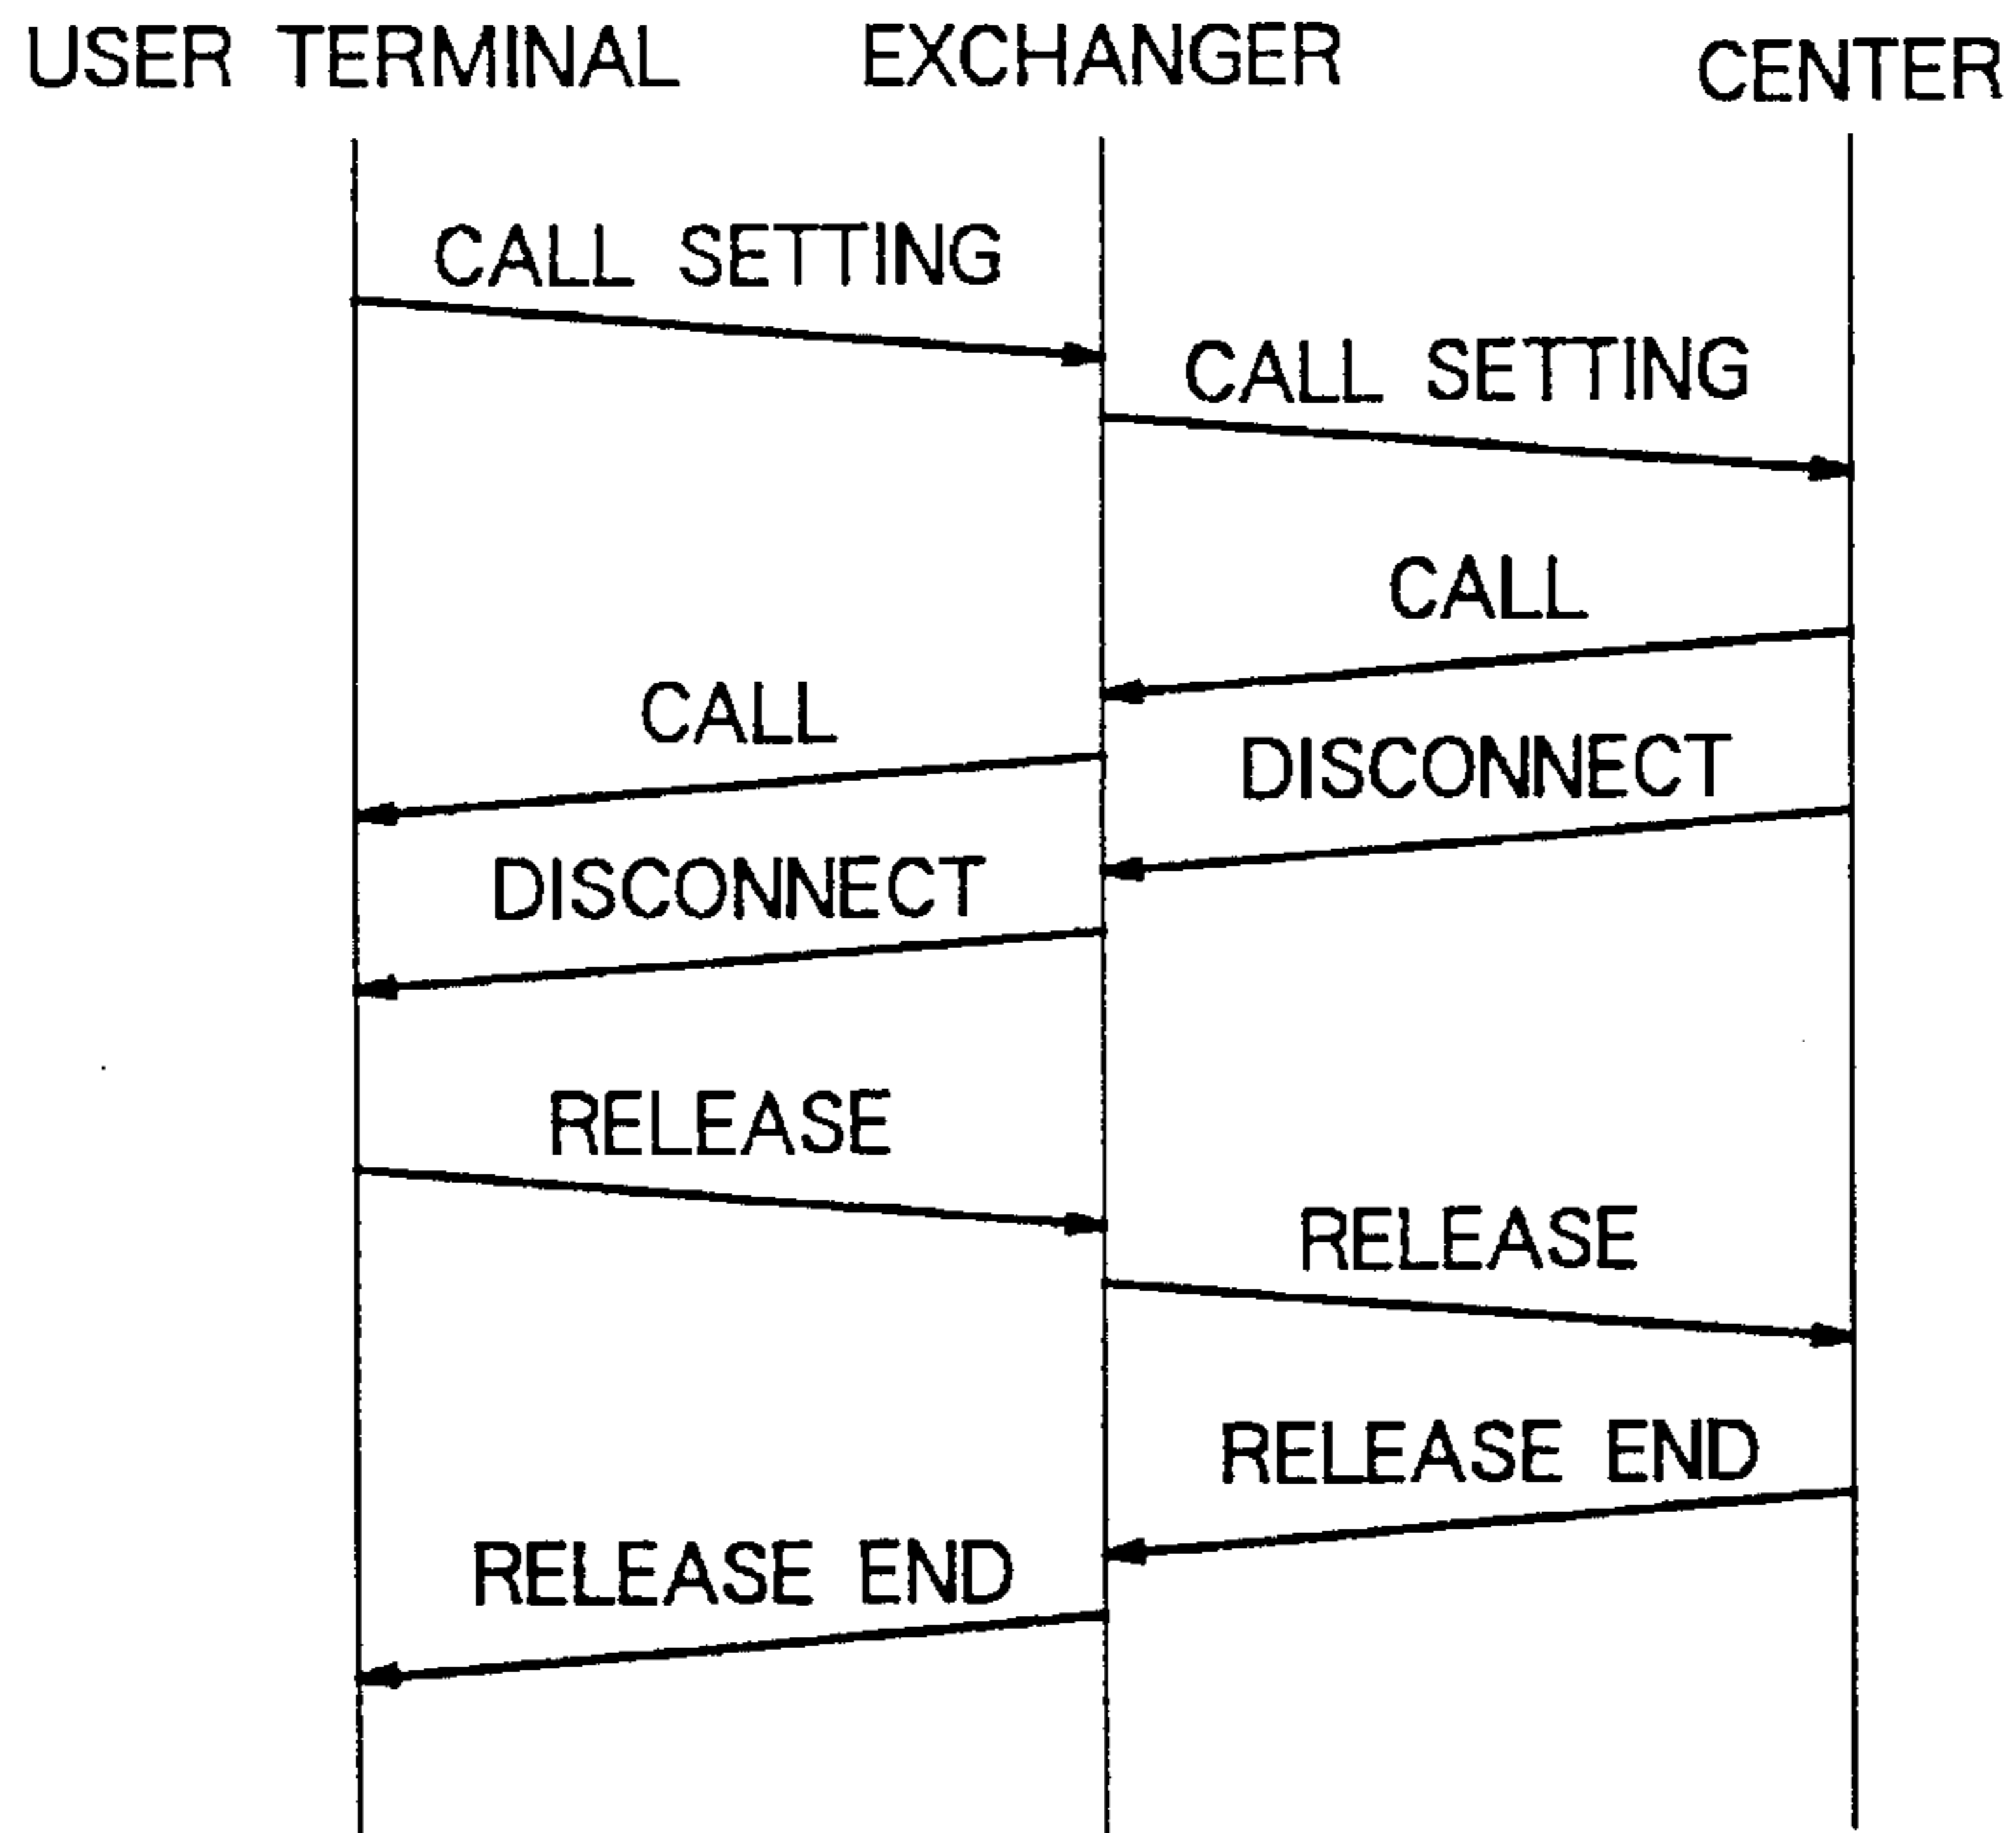 USER TERMINAL
EXCHANGER
CENTER
CALL SETTING
CALL SETTING
CALL
CALL
DISCONNECT
DISCONNECT
RELEASE
RELEASE
RELEASE END
RELEASE END